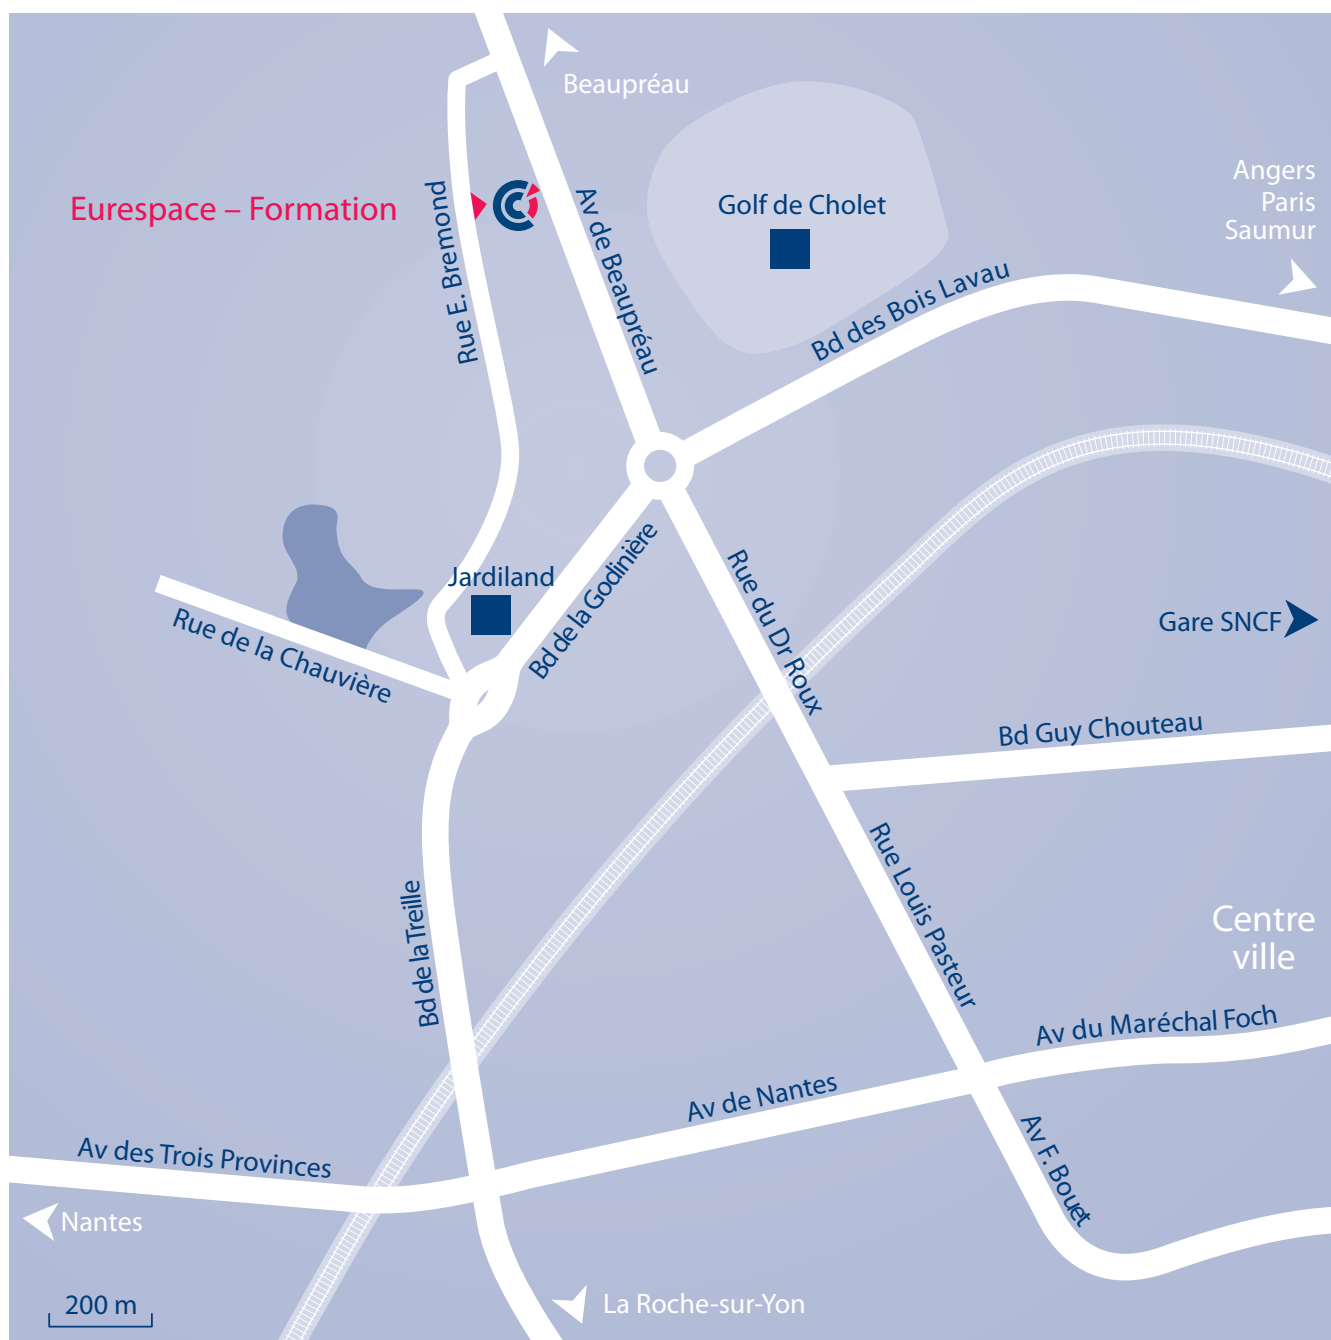 Beaupréau
Angers
Paris
Saumur
Eurespace – Formation
Golf de Cholet
Rue E. Bremond
Av de Beaupréau
Bd des Bois Lavau
Jardiland
Bd de la Godinière
Rue du Dr Roux
Rue de la Chauvière
Gare SNCF
Bd Guy Chouteau
Rue Louis Pasteur
Bd de la Treille
Centre
ville
Av du Maréchal Foch
Av de Nantes
Av des Trois Provinces
Av F. Bouet
Nantes
200 m
La Roche-sur-Yon